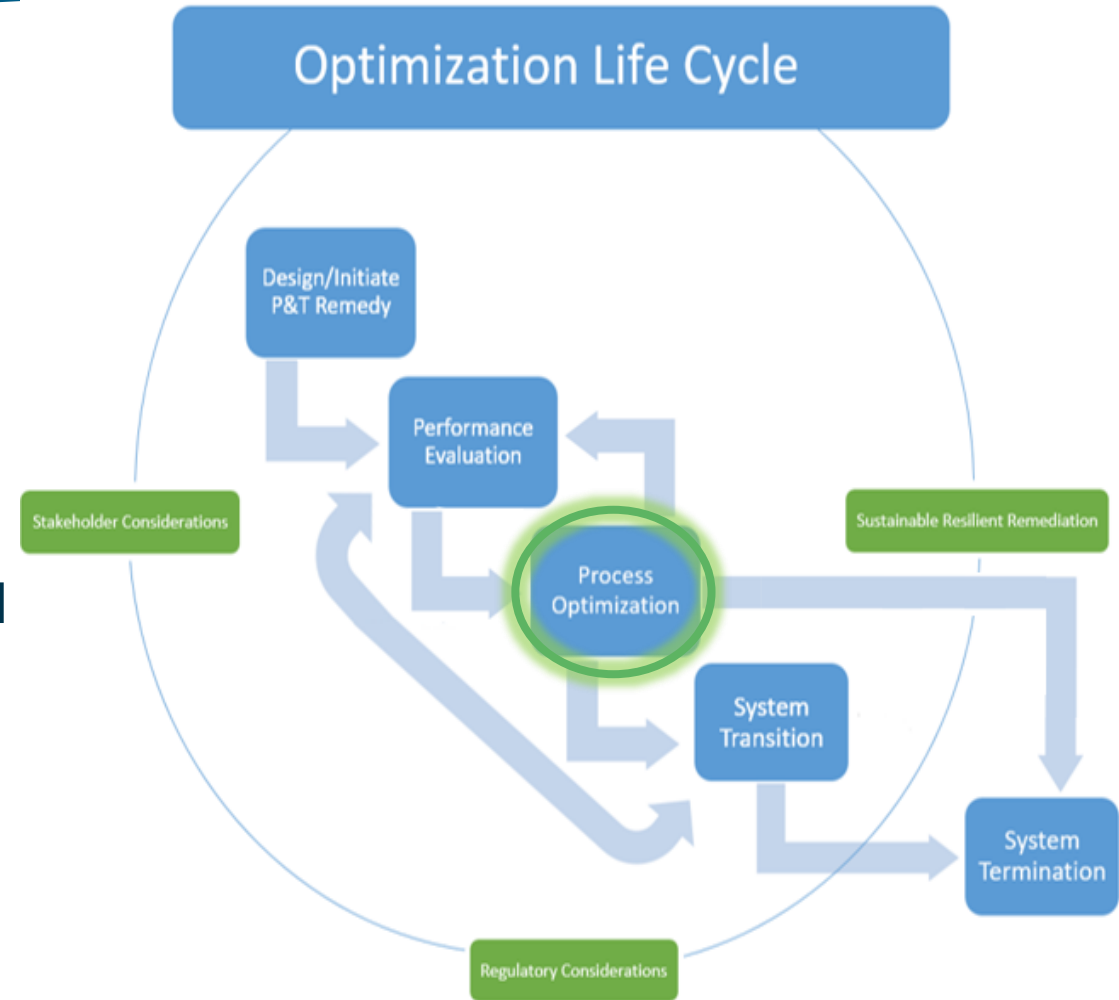 Optimization Life Cycle
Design/Initiate
P&T Remedy
Performance
Evaluation
Stakeholder Considerations
Sustainable Resilient Remediation
Process
Optimization
System
Transition
System
Termination
Regulatory Considerations